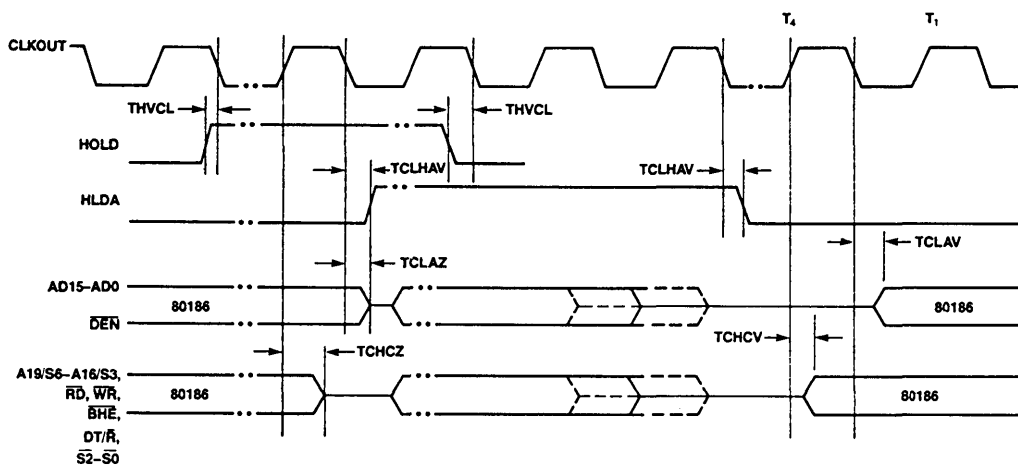 T4 T1
CLKOUT
THVCL THVCL
HOLD
TCLHAV TCLHAV
HLDA
TCLAV
TCLAZ
AD15–AD0
80186 80186
DEN
TCHCZ TCHCV
A19/S6–A16/S3,
RD, WR, 80186 80186
BHE,
DT/R,
S2–S0